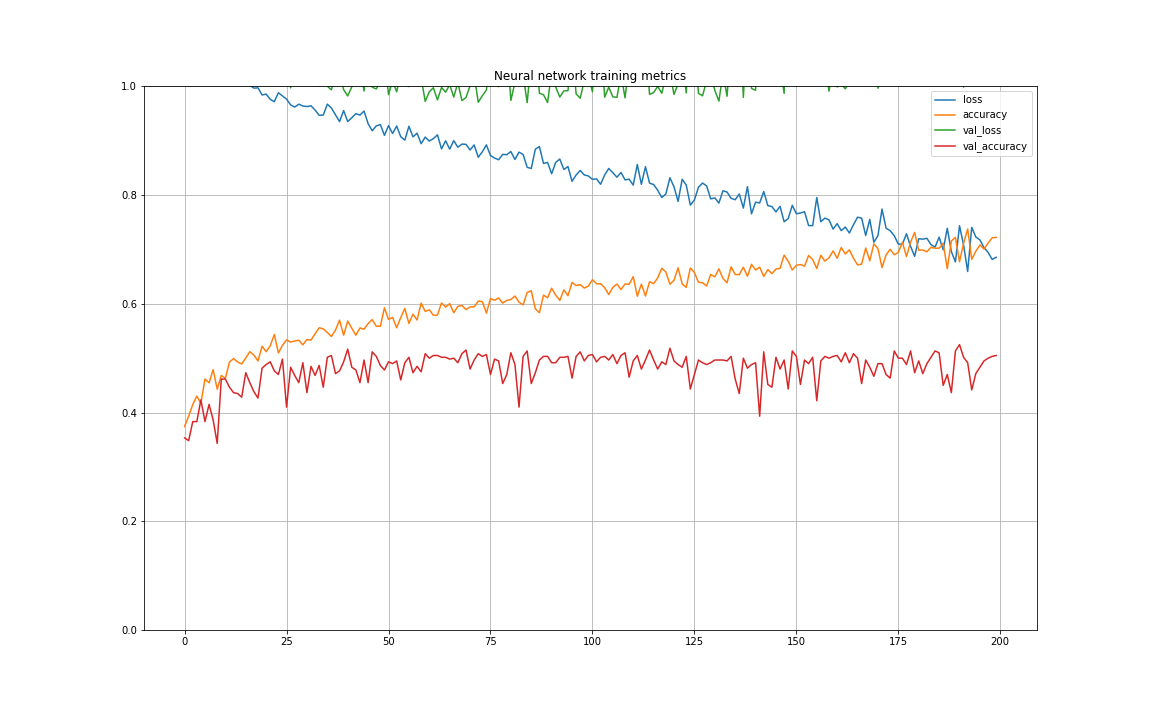 Neural network training metrics
1.0
0.8
0.6
0.4
0.2
0.0
loss
accuracy
val_loss
val_accuracy
0 25 50 75 100 125 150 175 200